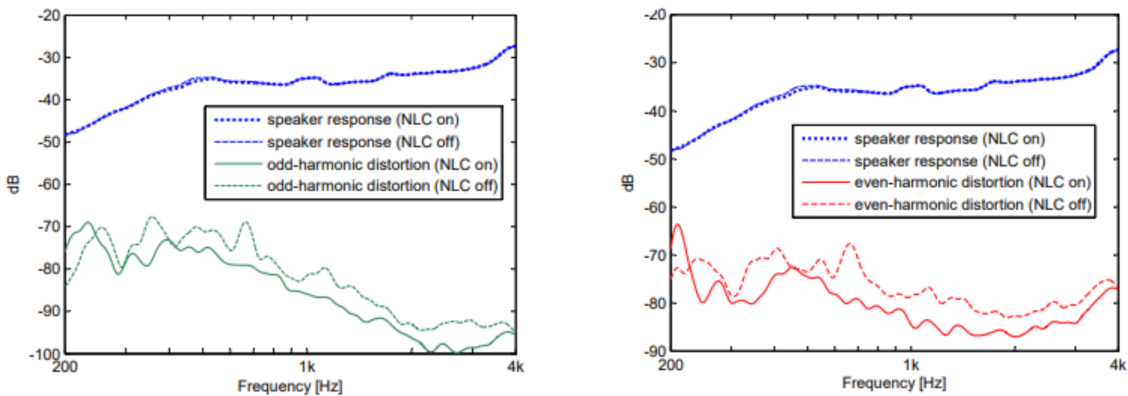 -20
-30
-40
-50
-60
-70
-80
-90
-100
dB
speaker response (NLC on)
speaker response (NLC off)
odd-harmonic distortion (NLC on)
odd-harmonic distortion (NLC off)
200
1k
4k
Frequency [Hz]
-20
-30
-40
-50
-60
-70
-80
-90
dB
speaker response (NLC on)
speaker response (NLC off)
even-harmonic distortion (NLC on)
even-harmonic distortion (NLC off)
200
1k
4k
Frequency [Hz]